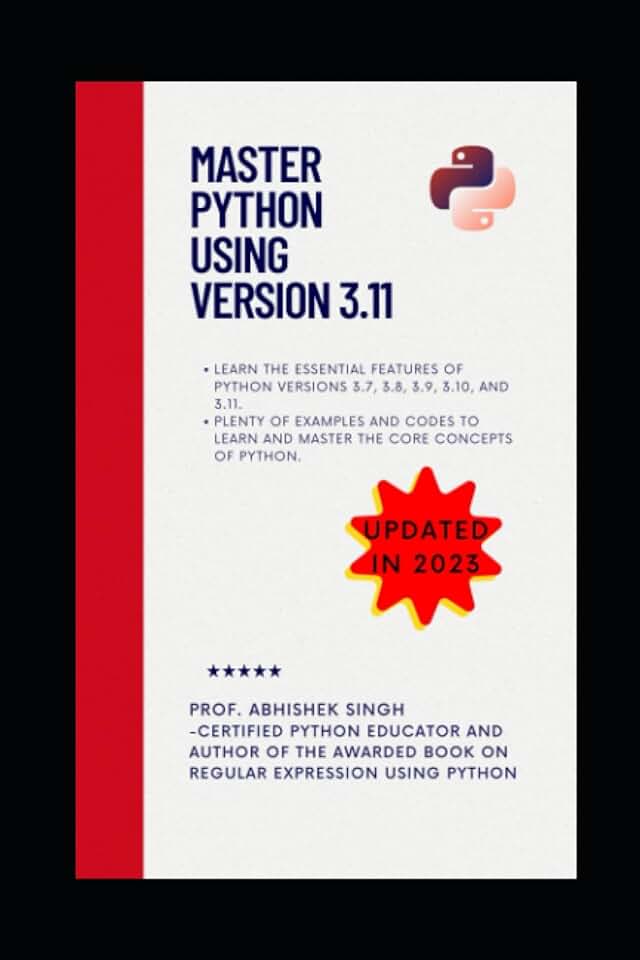 MASTER
PYTHON
USING
VERSION 3.11
• LEARN THE ESSENTIAL FEATURES OF
PYTHON VERSIONS 3.7, 3.8, 3.9, 3.10, AND
3.11.
• PLENTY OF EXAMPLES AND CODES TO
LEARN AND MASTER THE CORE CONCEPTS
OF PYTHON.
UPDATED
IN 2023
★★★★★
PROF. ABHISHEK SINGH
-CERTIFIED PYTHON EDUCATOR AND
AUTHOR OF THE AWARDED BOOK ON
REGULAR EXPRESSION USING PYTHON